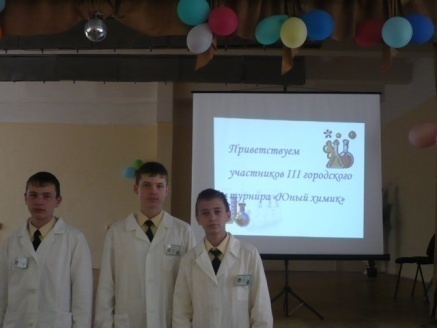 Приветствуем
участников III городского
турнира «Юный химик»